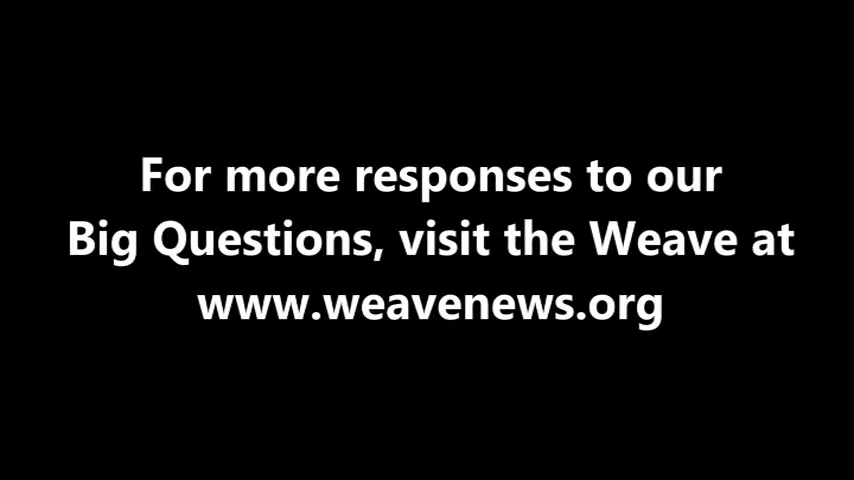 For more responses to our
Big Questions, visit the Weave at
www.weavenews.org